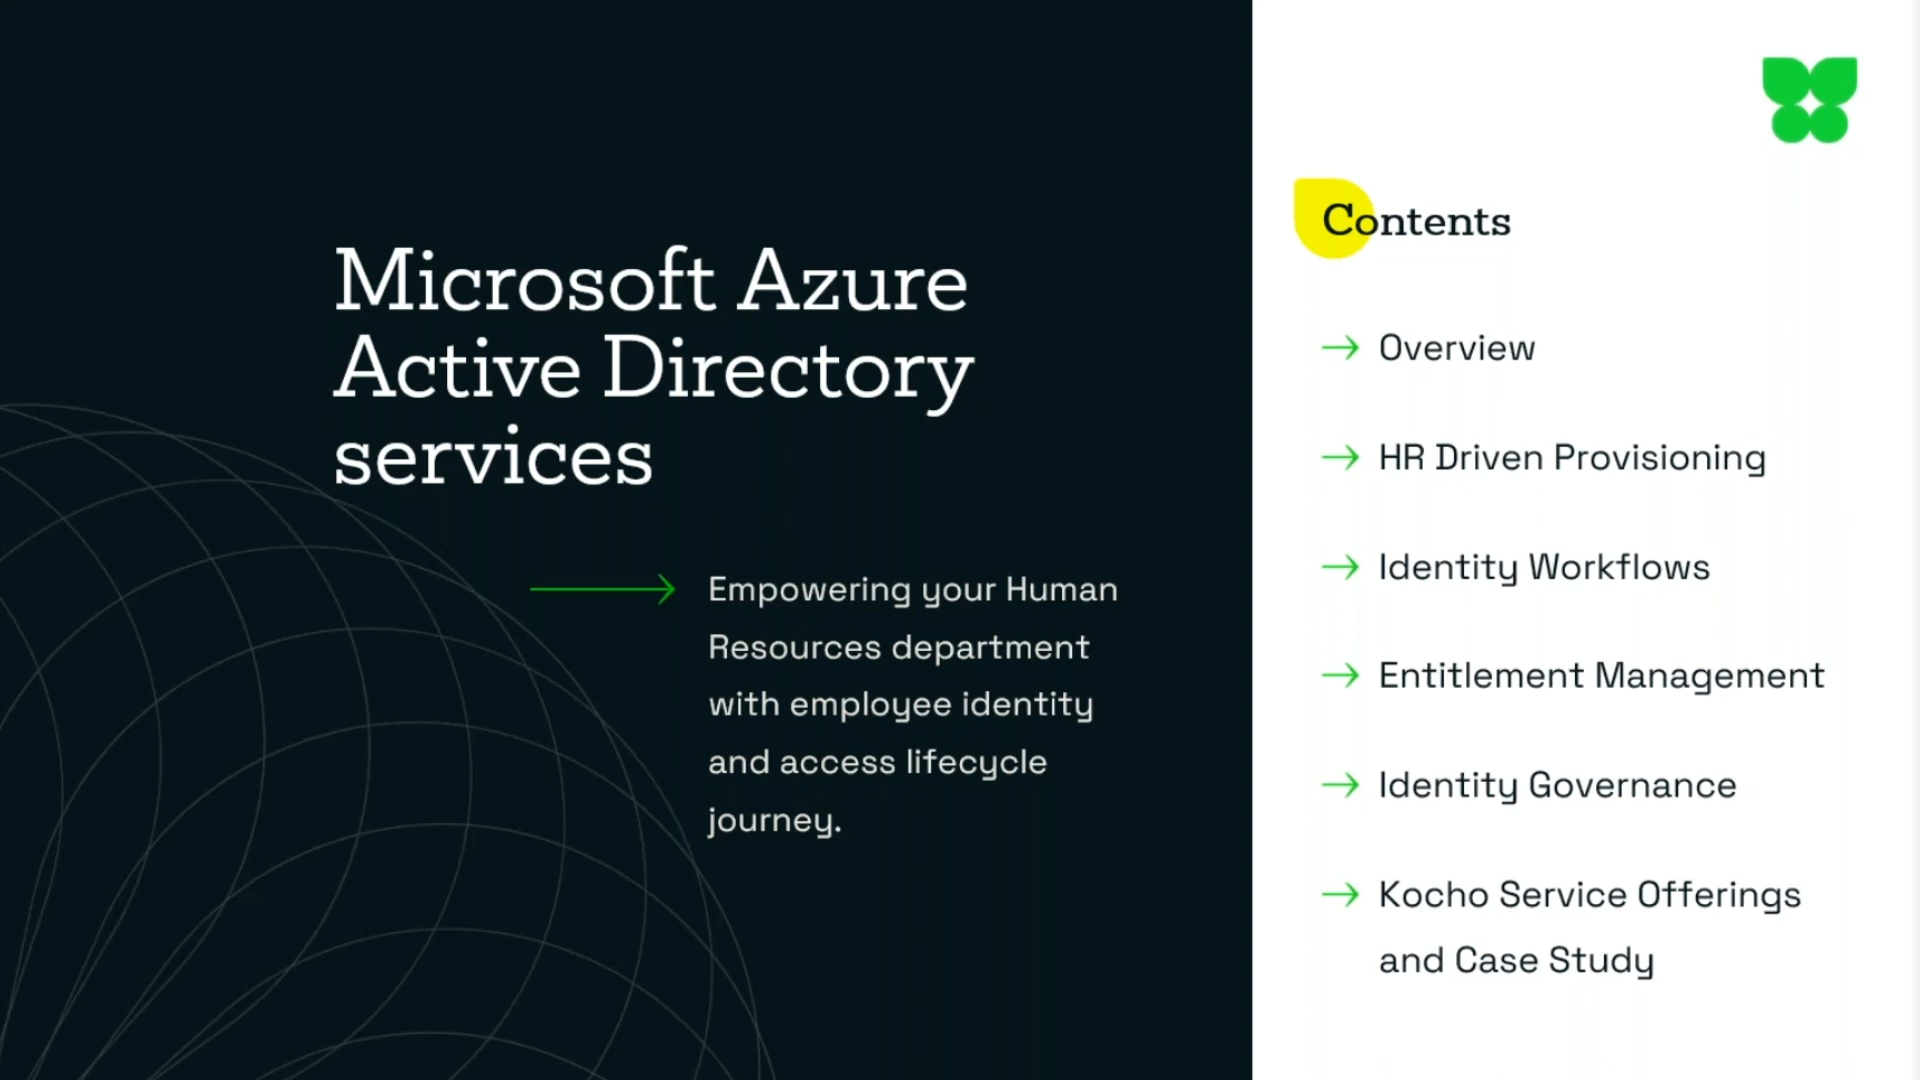 Microsoft Azure
Active Directory
services
Empowering your Human
Resources department
with employee identity
and access lifecycle
journey.
Contents
Overview
HR Driven Provisioning
Identity Workflows
Entitlement Management
Identity Governance
Kocho Service Offerings
and Case Study